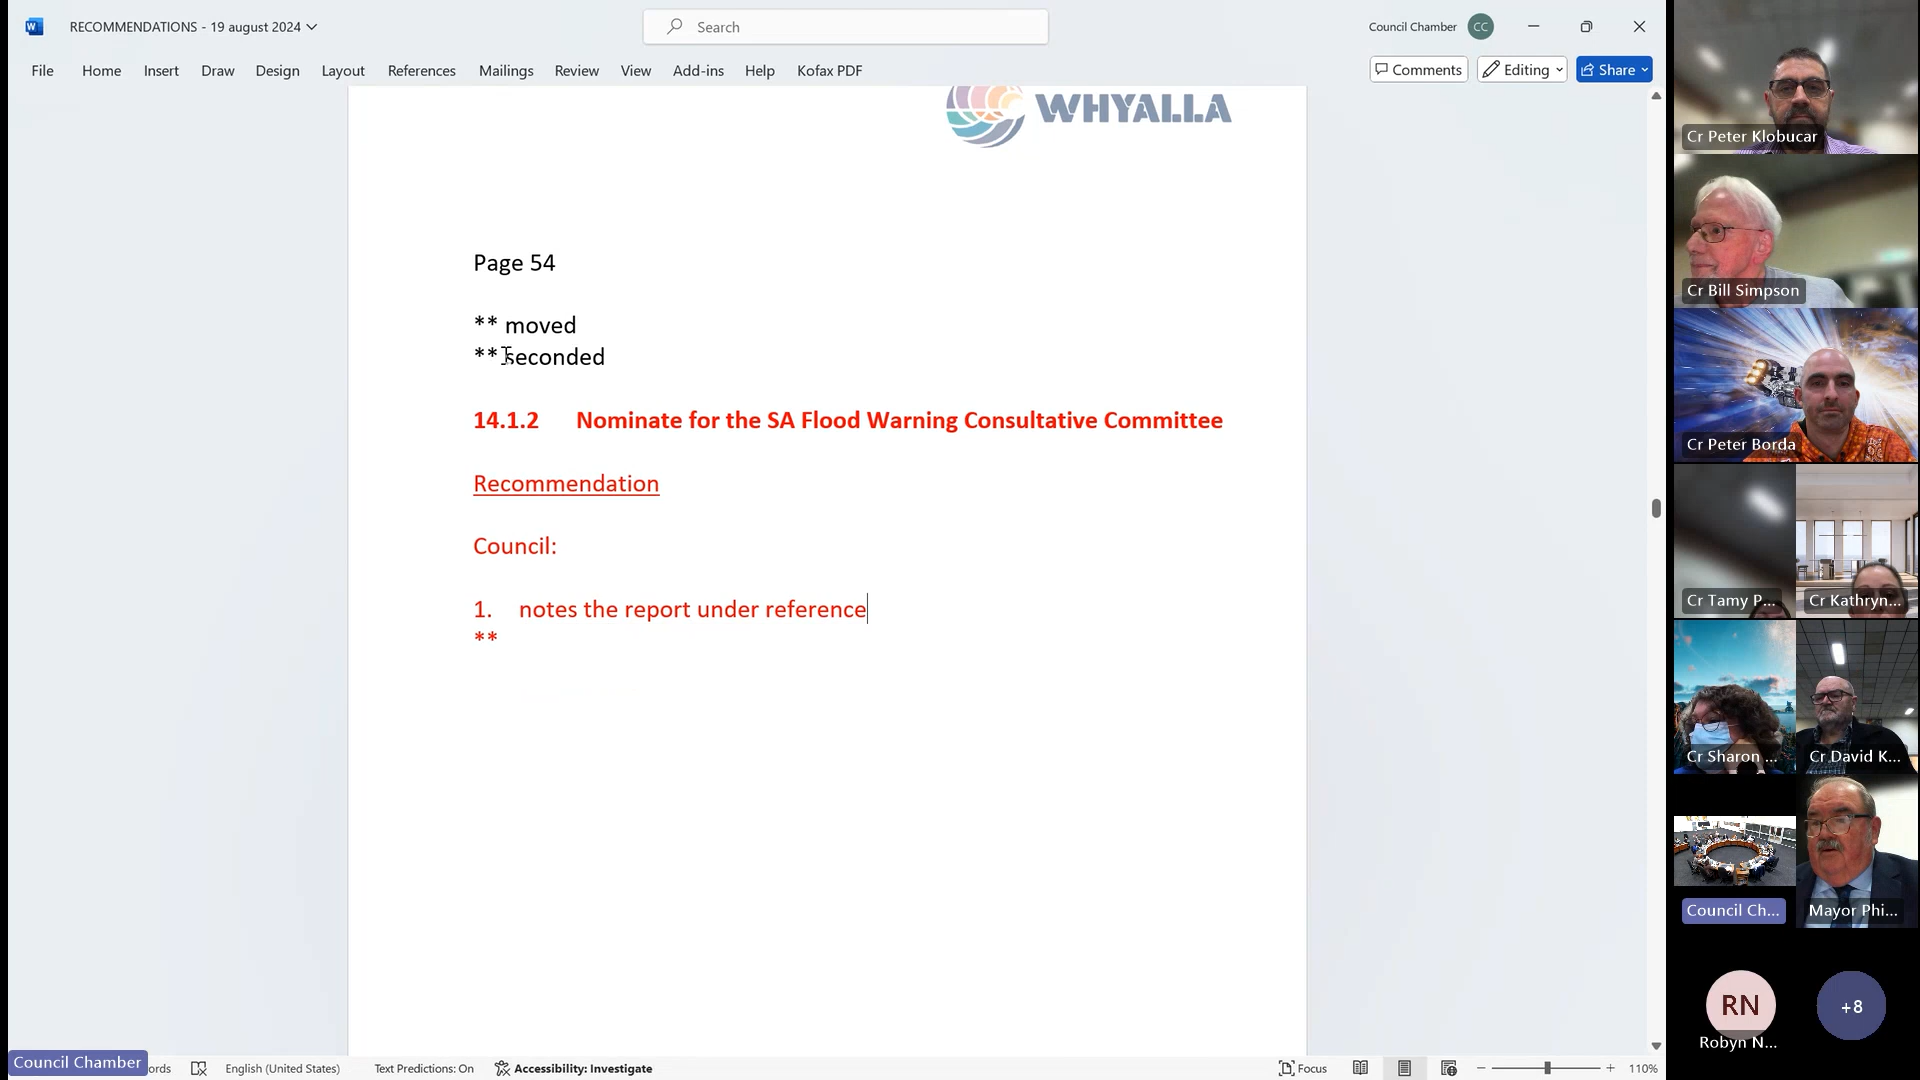 RECOMMENDATIONS - 19 august 2024
Search
Council Chamber
CC
File
Home
Insert
Draw
Design
Layout
References
Mailings
Review
View
Add-ins
Help
Kofax PDF
Comments
Editing
Share
WHYALLA
Page 54
** moved
** seconded
14.1.2 Nominate for the SA Flood Warning Consultative Committee
Recommendation
Council:
1. notes the report under reference
**
Cr Peter Klobucar
Cr Bill Simpson
Cr Peter Borda
Cr Tamy P...
Cr Kathryn...
Cr Sharon ...
Cr David K...
Council Ch...
Mayor Phi...
RN
+8
Robyn N...
Council Chamber
ords
English (United States)
Text Predictions: On
Accessibility: Investigate
Focus
110%